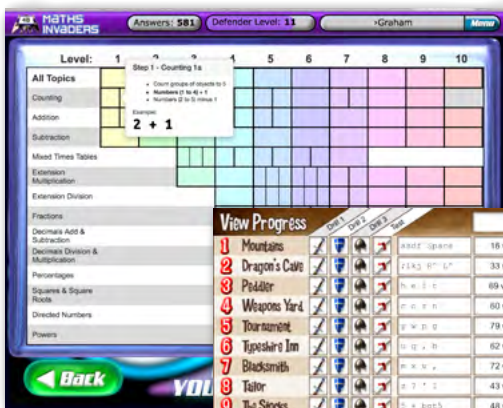 MATHS INVADERS
Answers: 581
Defender Level: 11
›Graham
Menu
Level: 1 2 3 4 5 6 7 8 9 10
All Topics
Counting
Addition
Subtraction
Mixed Times Tables
Extension
Multiplication
Extension Division
Fractions
Decimals Add &
Subtraction
Decimals Division &
Multiplication
Percentages
Squares & Square
Roots
Directed Numbers
Powers
Step 1 - Counting 1a
Count groups of objects to 5
Numbers (1 to 4) + 1
Numbers (2 to 5) minus 1
Example:
2 + 1
Back
YOU
View Progress
Drill 1 Drill 2 Drill 3 Test
1 Mountains
2 Dragon's Cave
3 Peddler
4 Weapons Yard
5 Tournament
6 Typeshire Inn
7 Blacksmith
8 Tailor
9 The Stocks